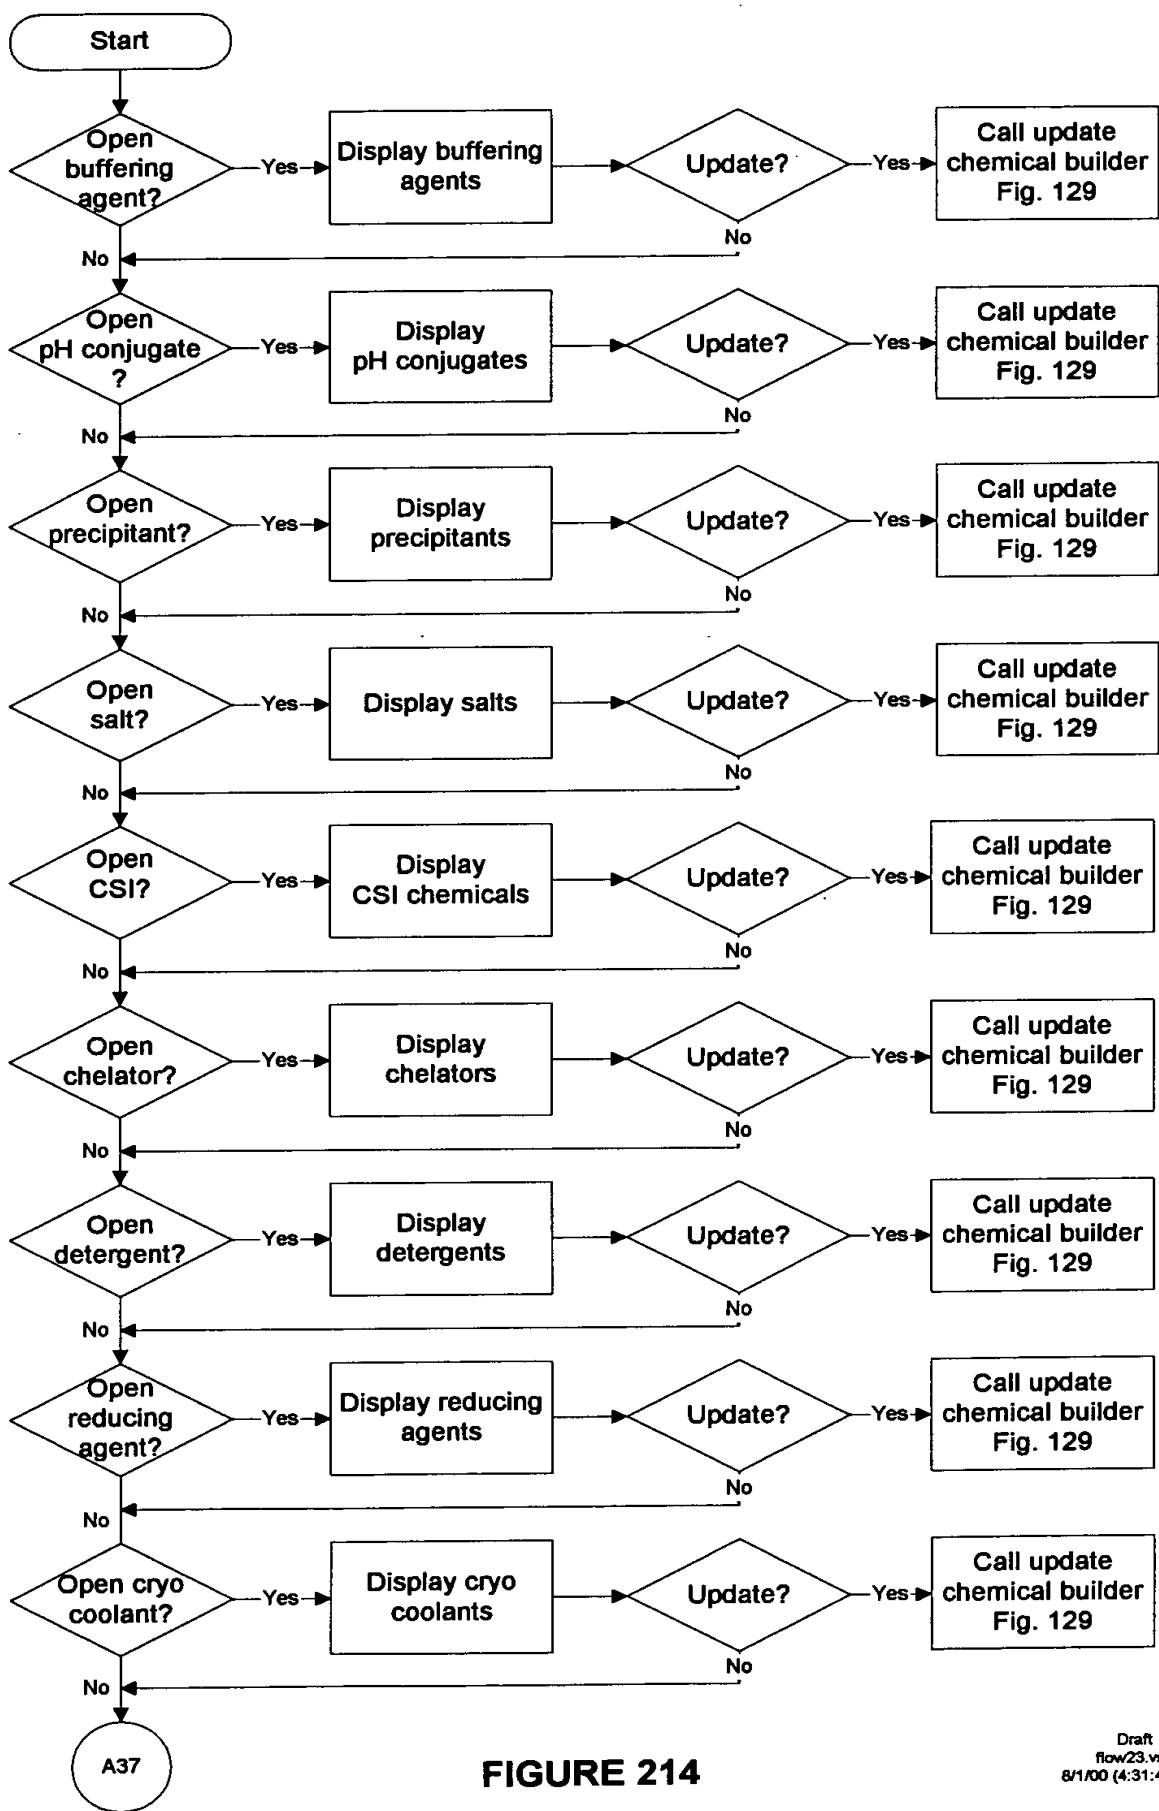 Start
Open
buffering
agent?
Yes
Display buffering
agents
Update?
Yes
Call update
chemical builder
Fig. 129
No
No
Open
pH conjugate
?
Yes
Display
pH conjugates
Update?
Yes
Call update
chemical builder
Fig. 129
No
No
Open
precipitant?
Yes
Display
precipitants
Update?
Yes
Call update
chemical builder
Fig. 129
No
No
Open
salt?
Yes
Display salts
Update?
Yes
Call update
chemical builder
Fig. 129
No
No
Open
CSI?
Yes
Display
CSI chemicals
Update?
Yes
Call update
chemical builder
Fig. 129
No
No
Open
chelator?
Yes
Display
chelators
Update?
Yes
Call update
chemical builder
Fig. 129
No
No
Open
detergent?
Yes
Display
detergents
Update?
Yes
Call update
chemical builder
Fig. 129
No
No
Open
reducing
agent?
Yes
Display reducing
agents
Update?
Yes
Call update
chemical builder
Fig. 129
No
No
Open cryo
coolant?
Yes
Display cryo
coolants
Update?
Yes
Call update
chemical builder
Fig. 129
No
No
A37
FIGURE 214
Draft
flow23.v
8/1/00 (4:31:4